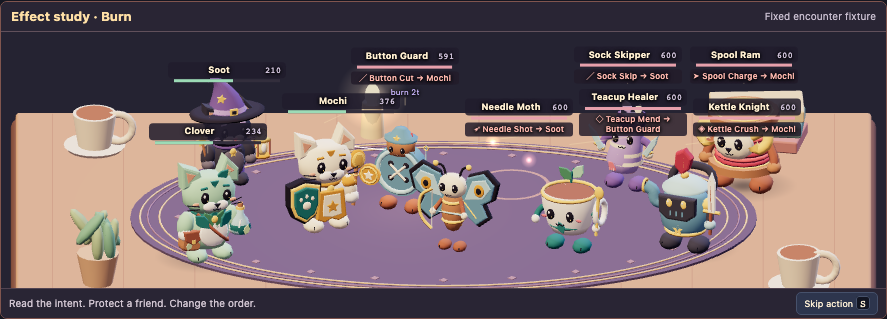 Effect study · Burn
Fixed encounter fixture
Button Guard 591
╱ Button Cut → Mochi
burn 2t
Sock Skipper 600
╱ Sock Skip → Soot
Spool Ram 600
➤ Spool Charge → Mochi
Soot 210
Mochi 376
Needle Moth 600
➶ Needle Shot → Soot
Teacup Healer 600
◇ Teacup Mend →
Button Guard
Kettle Knight 600
◈ Kettle Crush → Mochi
Clover 234
Read the intent. Protect a friend. Change the order.
Skip action S